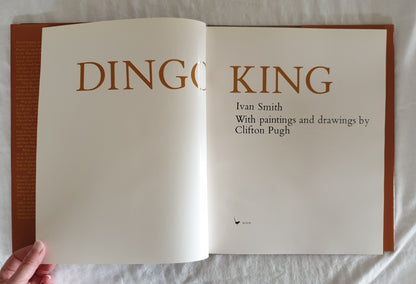 DINGO KING
Ivan Smith
With paintings and drawings by
Clifton Pugh